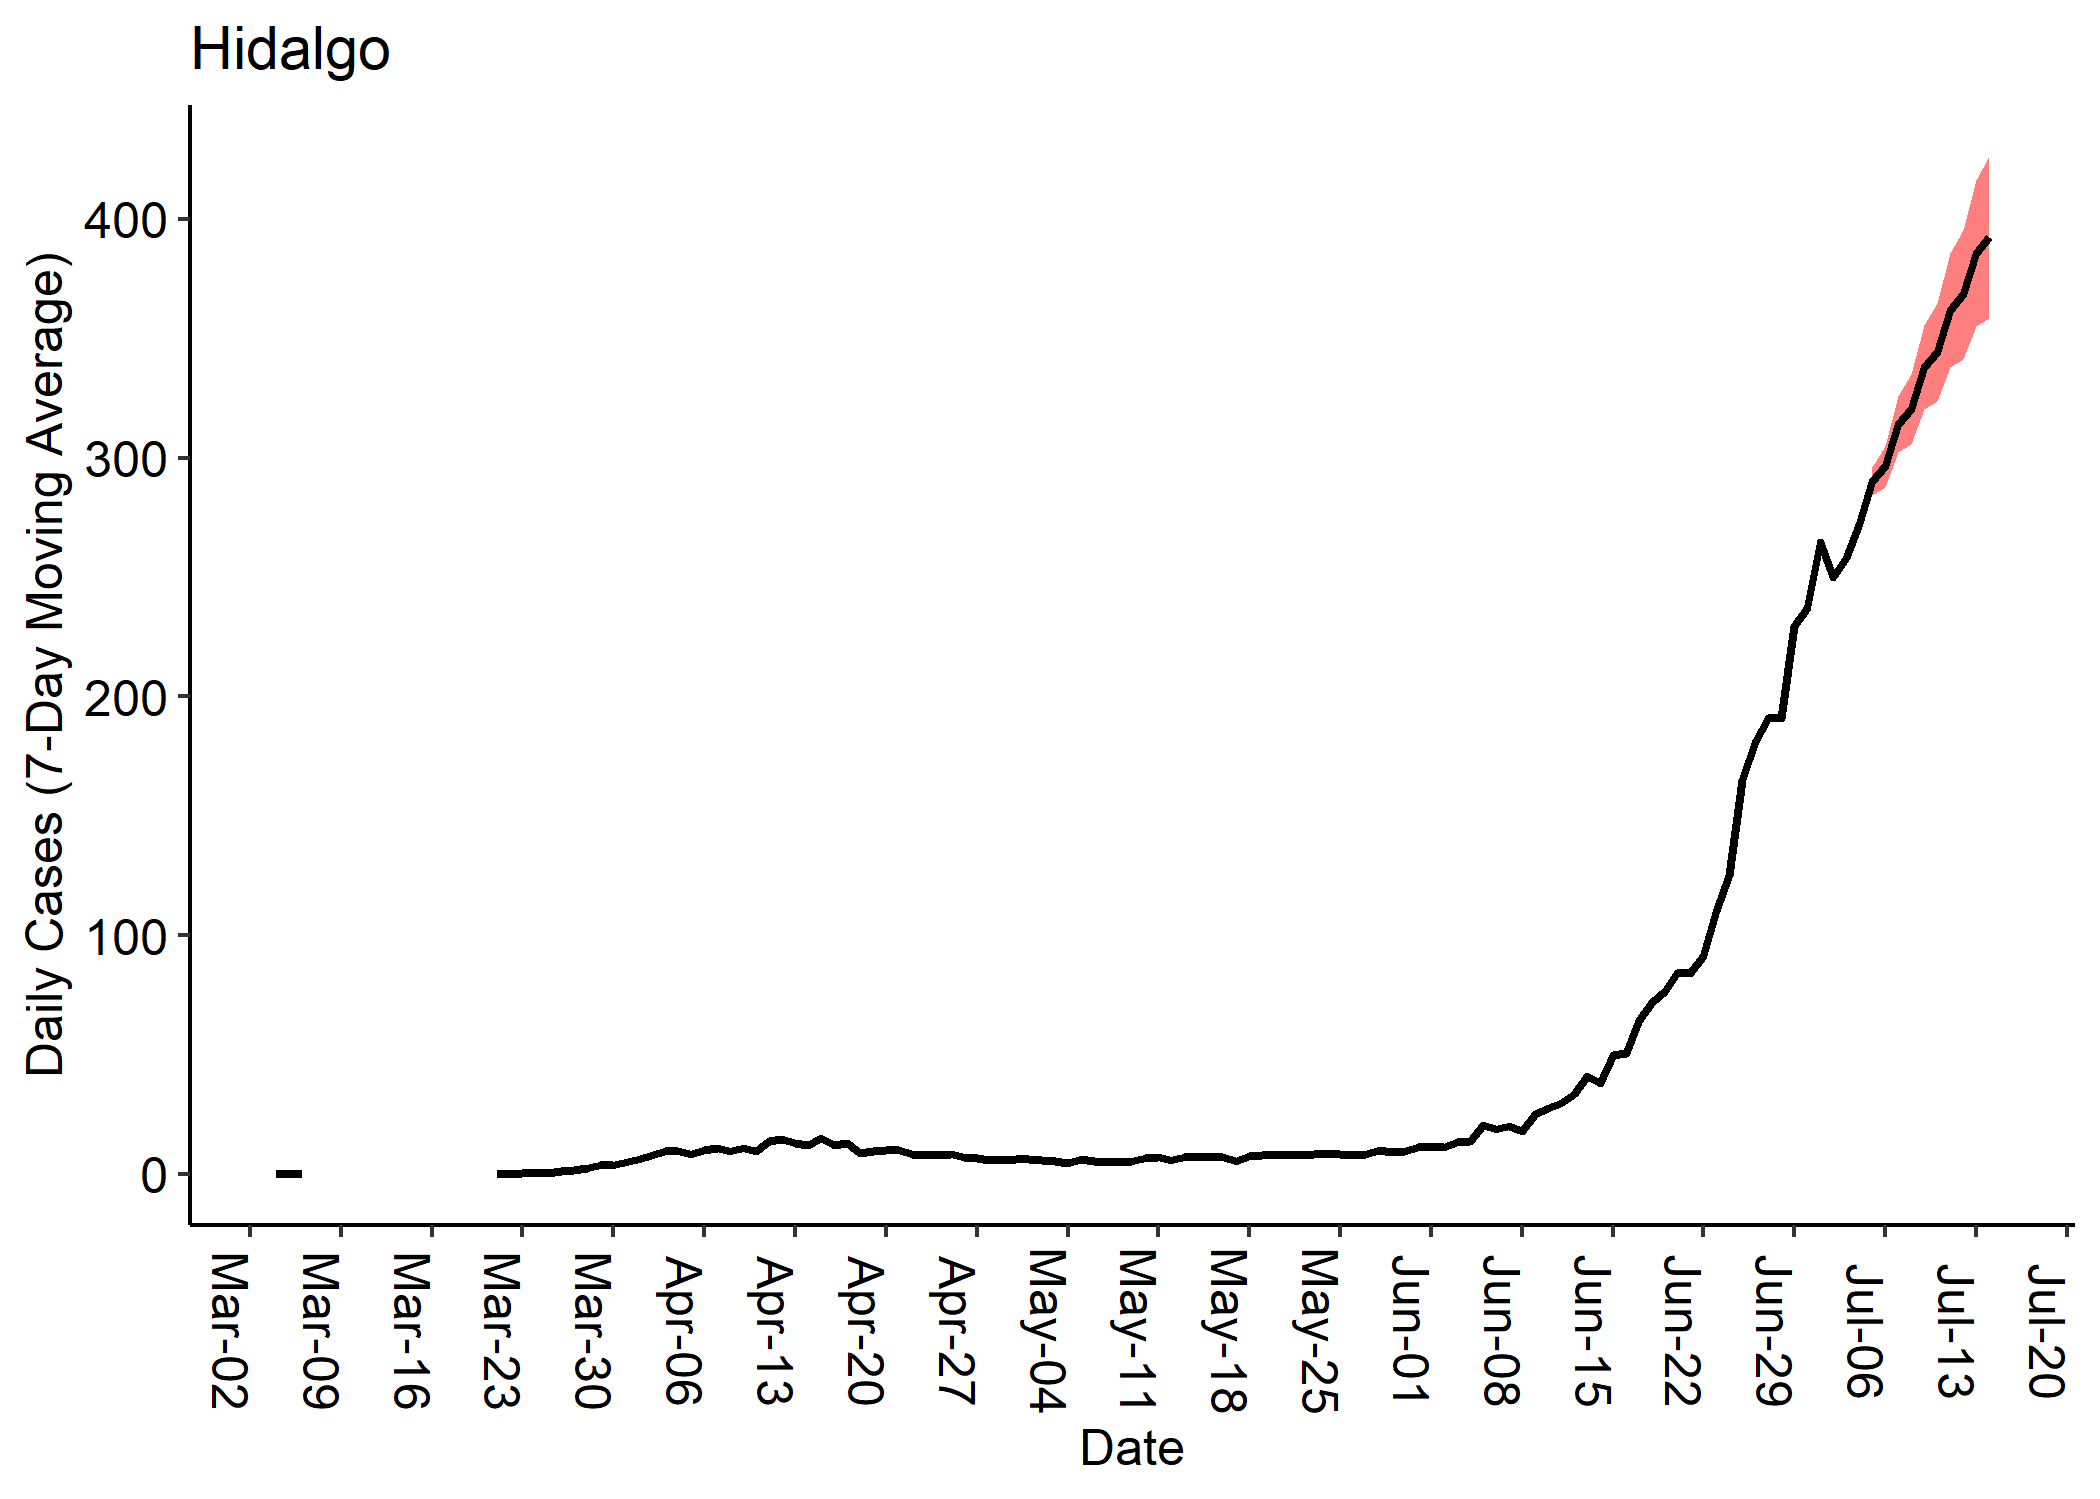 Hidalgo
Daily Cases (7-Day Moving Average)
400
300
200
100
0
Mar-02
Mar-09
Mar-16
Mar-23
Mar-30
Apr-06
Apr-13
Apr-20
Apr-27
May-04
May-11
May-18
May-25
Jun-01
Jun-08
Jun-15
Jun-22
Jun-29
Jul-06
Jul-13
Jul-20
Date